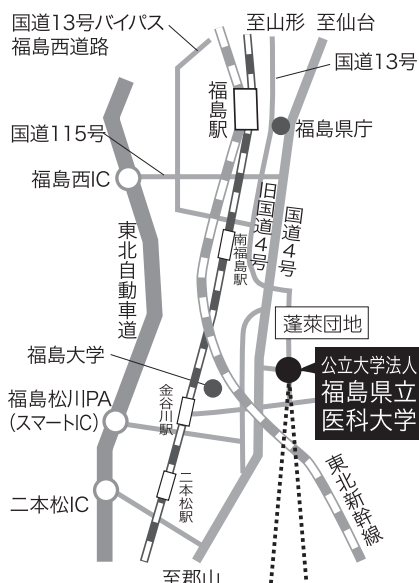 国道13号バイパス
福島西道路
至山形
至仙台
国道13号
福島駅
国道115号
福島県庁
福島西IC
旧国道4号
国道4号
東北自動車道
南福島駅
蓬萊団地
福島大学
公立大学法人
福島県立
医科大学
福島松川PA
(スマートIC)
金谷川駅
二本松IC
二本松駅
東北新幹線
至郡山